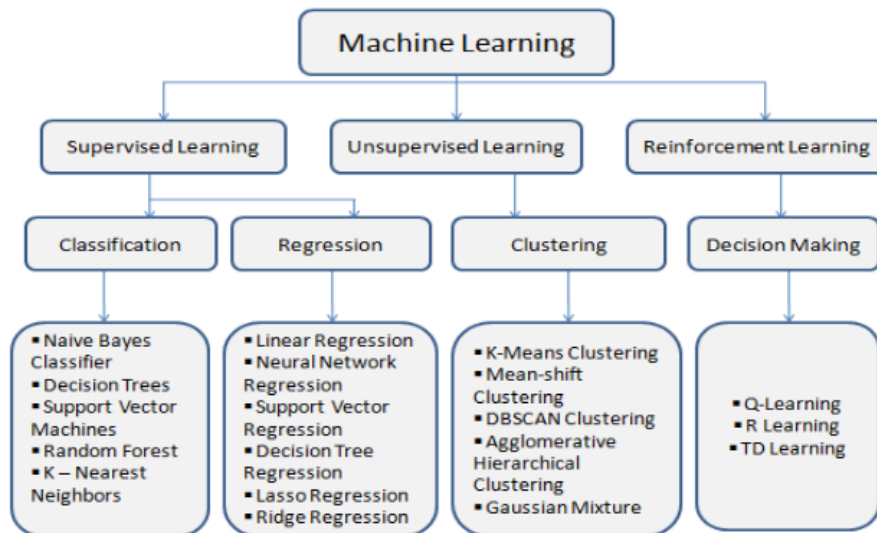 Machine Learning
Supervised Learning
Unsupervised Learning
Reinforcement Learning
Classification
Regression
Clustering
Decision Making
▪ Naive Bayes
Classifier
▪ Decision Trees
▪ Support Vector
Machines
▪ Random Forest
▪ K – Nearest
Neighbors
▪ Linear Regression
▪ Neural Network
Regression
▪ Support Vector
Regression
▪ Decision Tree
Regression
▪ Lasso Regression
▪ Ridge Regression
▪ K-Means Clustering
▪ Mean-shift
Clustering
▪ DBSCAN Clustering
▪ Agglomerative
Hierarchical
Clustering
▪ Gaussian Mixture
▪ Q-Learning
▪ R Learning
▪ TD Learning